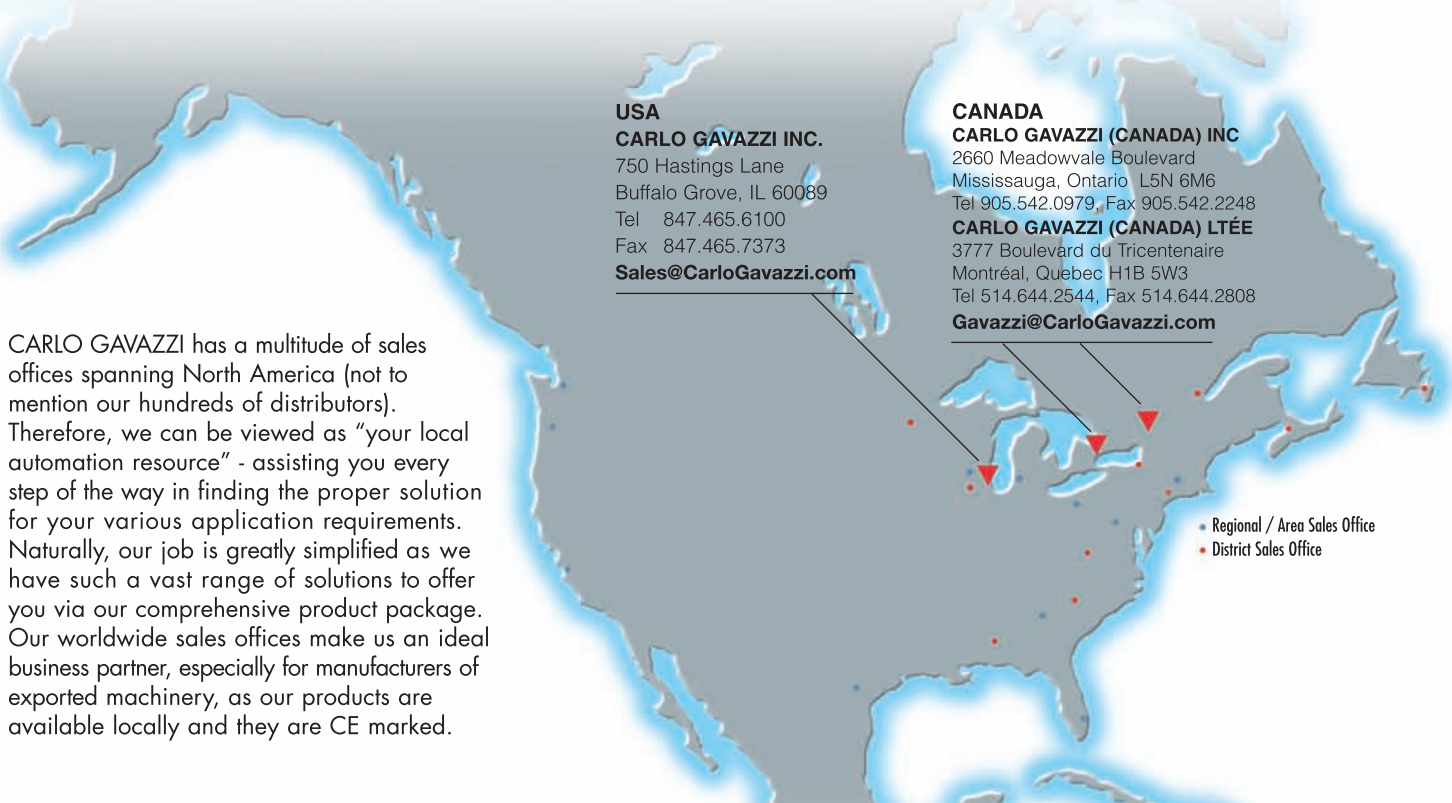 USA
CARLO GAVAZZI INC.
750 Hastings Lane
Buffalo Grove, IL 60089
Tel 847.465.6100
Fax 847.465.7373
Sales@CarloGavazzi.com
CANADA
CARLO GAVAZZI (CANADA) INC
2660 Meadowvale Boulevard
Mississauga, Ontario L5N 6M6
Tel 905.542.0979, Fax 905.542.2248
CARLO GAVAZZI (CANADA) LTÉE
3777 Boulevard du Tricentenaire
Montréal, Quebec H1B 5W3
Tel 514.644.2544, Fax 514.644.2808
Gavazzi@CarloGavazzi.com
CARLO GAVAZZI has a multitude of sales
offices spanning North America (not to
mention our hundreds of distributors).
Therefore, we can be viewed as “your local
automation resource” - assisting you every
step of the way in finding the proper solution
for your various application requirements.
Naturally, our job is greatly simplified as we
have such a vast range of solutions to offer
you via our comprehensive product package.
Our worldwide sales offices make us an ideal
business partner, especially for manufacturers of
exported machinery, as our products are
available locally and they are CE marked.
Regional / Area Sales Office
District Sales Office